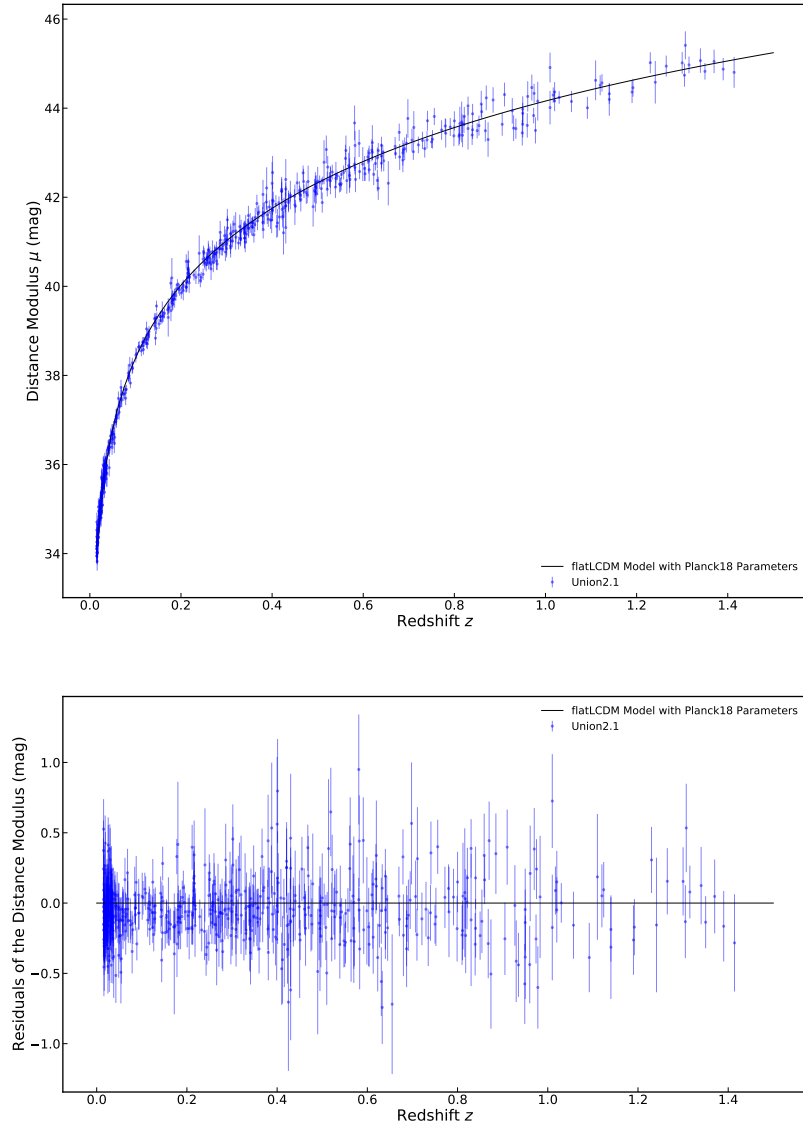 46
44
42
40
38
36
34
Distance Modulus μ (mag)
flatLCDM Model with Planck18 Parameters
Union2.1
0.0 0.2 0.4 0.6 0.8 1.0 1.2 1.4
Redshift z
1.0
0.5
0.0
−0.5
−1.0
Residuals of the Distance Modulus (mag)
flatLCDM Model with Planck18 Parameters
Union2.1
0.0 0.2 0.4 0.6 0.8 1.0 1.2 1.4
Redshift z